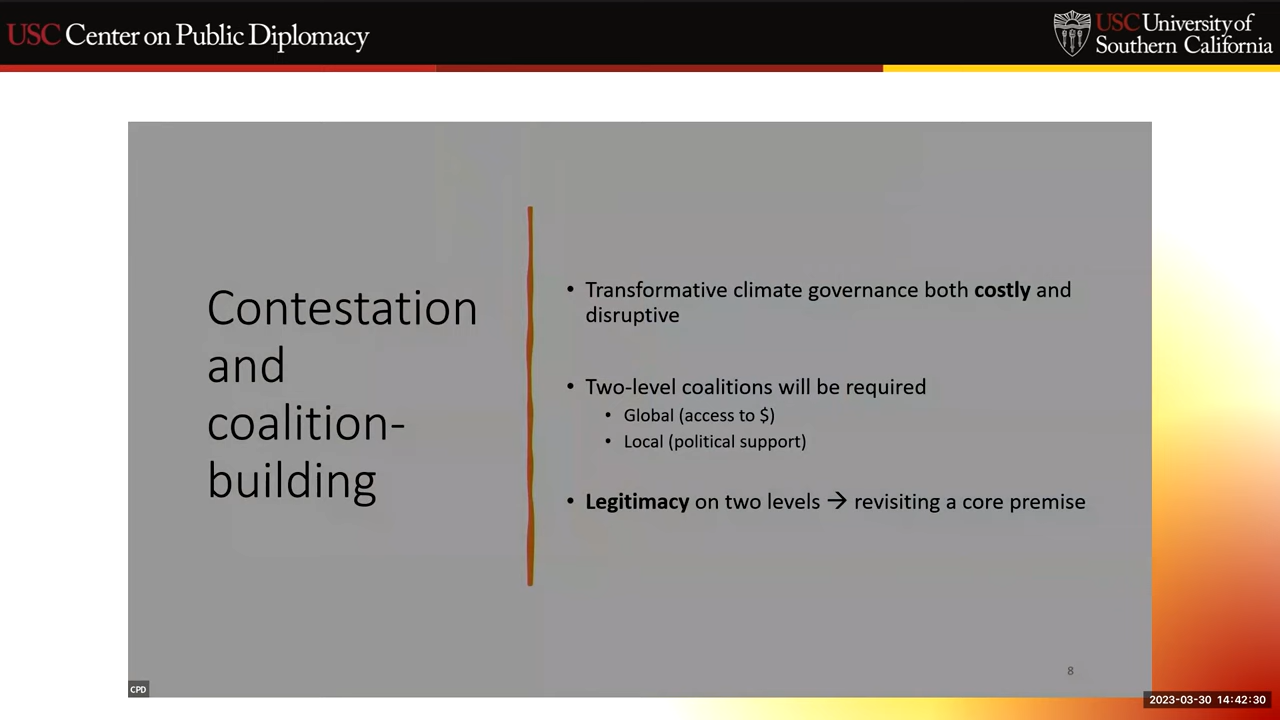 USC Center on Public Diplomacy
USC University of
Southern California
Contestation
and
coalition-
building
• Transformative climate governance both costly and
disruptive
• Two-level coalitions will be required
• Global (access to $)
• Local (political support)
• Legitimacy on two levels → revisiting a core premise
8
CPD
2023-03-30 14:42:30